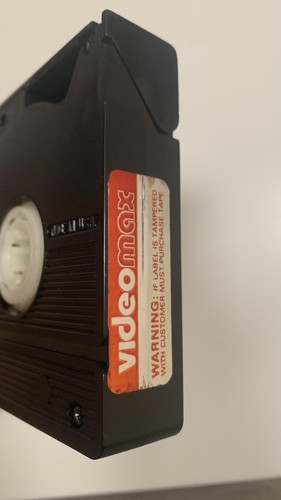 videomax
WARNING: IF LABEL IS TAMPERED
WITH CUSTOMER MUST PURCHASE TAPE